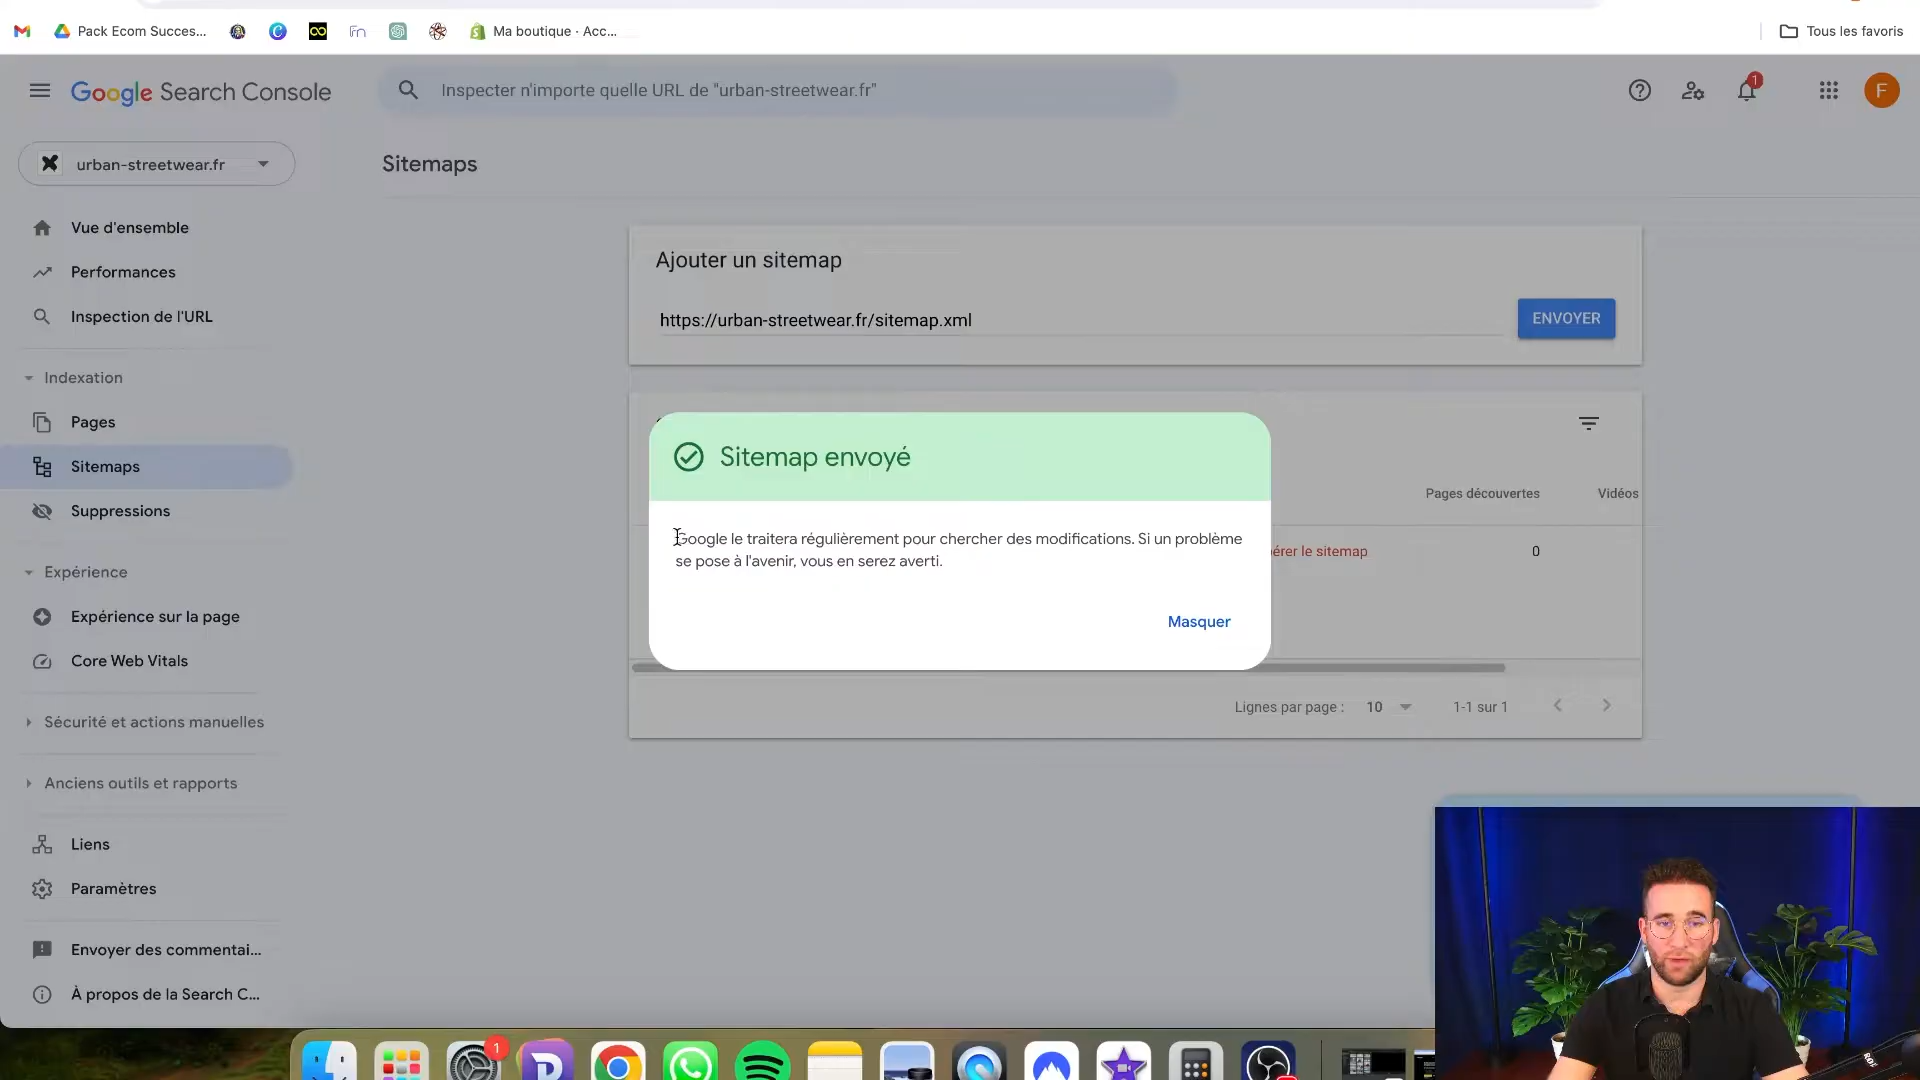 Pack Ecom Succes...
Ma boutique · Acc...
Tous les favoris
Google Search Console
Inspecter n'importe quelle URL de "urban-streetwear.fr"
1
F
urban-streetwear.fr
Sitemaps
Vue d'ensemble
Performances
Inspection de l'URL
Indexation
Pages
Sitemaps
Suppressions
Expérience
Expérience sur la page
Core Web Vitals
Sécurité et actions manuelles
Anciens outils et rapports
Liens
Paramètres
Envoyer des commentai...
À propos de la Search C...
Ajouter un sitemap
https://urban-streetwear.fr/sitemap.xml
ENVOYER
Sitemap envoyé
Google le traitera régulièrement pour chercher des modifications. Si un problème
se pose à l'avenir, vous en serez averti.
Masquer
Pages découvertes
Vidéos
érer le sitemap
0
Lignes par page :
10
1-1 sur 1
1